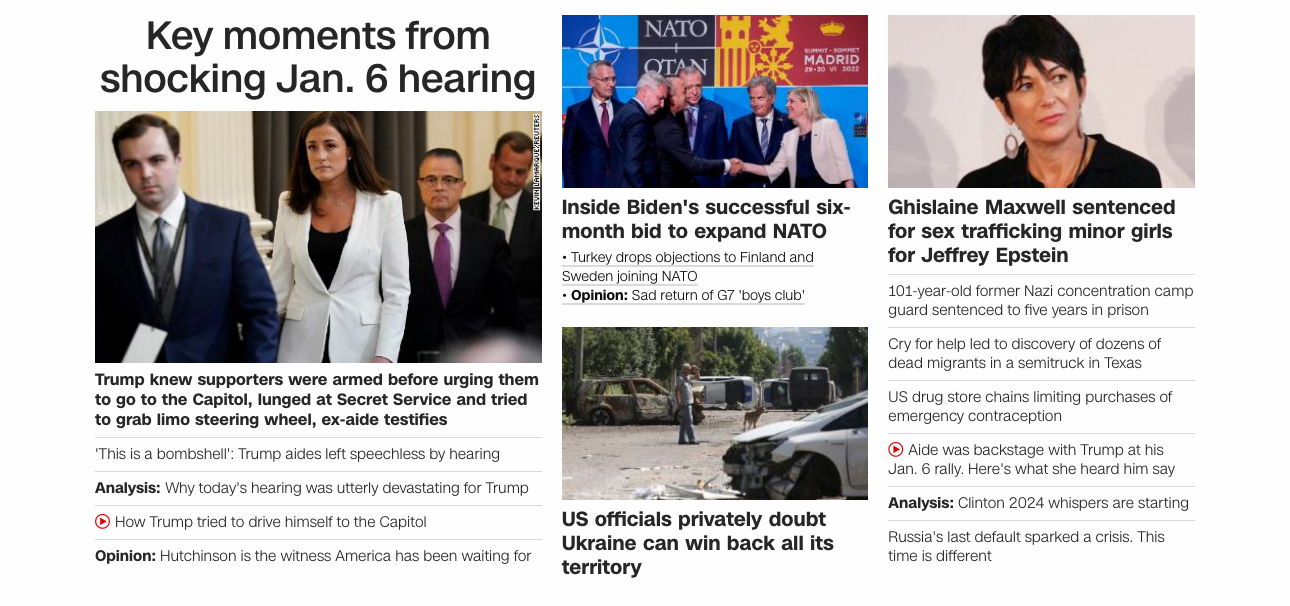 Key moments from
shocking Jan. 6 hearing
KEVIN LAMARQUE/REUTERS
Trump knew supporters were armed before urging them
to go to the Capitol, lunged at Secret Service and tried
to grab limo steering wheel, ex-aide testifies
'This is a bombshell': Trump aides left speechless by hearing
Analysis: Why today's hearing was utterly devastating for Trump
How Trump tried to drive himself to the Capitol
Opinion: Hutchinson is the witness America has been waiting for
NATO
OTAN
SUMMIT - SOMMET
MADRID
29-30 VI 2022
Inside Biden's successful six-
month bid to expand NATO
• Turkey drops objections to Finland and
Sweden joining NATO
• Opinion: Sad return of G7 'boys club'
US officials privately doubt
Ukraine can win back all its
territory
Ghislaine Maxwell sentenced
for sex trafficking minor girls
for Jeffrey Epstein
101-year-old former Nazi concentration camp
guard sentenced to five years in prison
Cry for help led to discovery of dozens of
dead migrants in a semitruck in Texas
US drug store chains limiting purchases of
emergency contraception
Aide was backstage with Trump at his
Jan. 6 rally. Here's what she heard him say
Analysis: Clinton 2024 whispers are starting
Russia's last default sparked a crisis. This
time is different